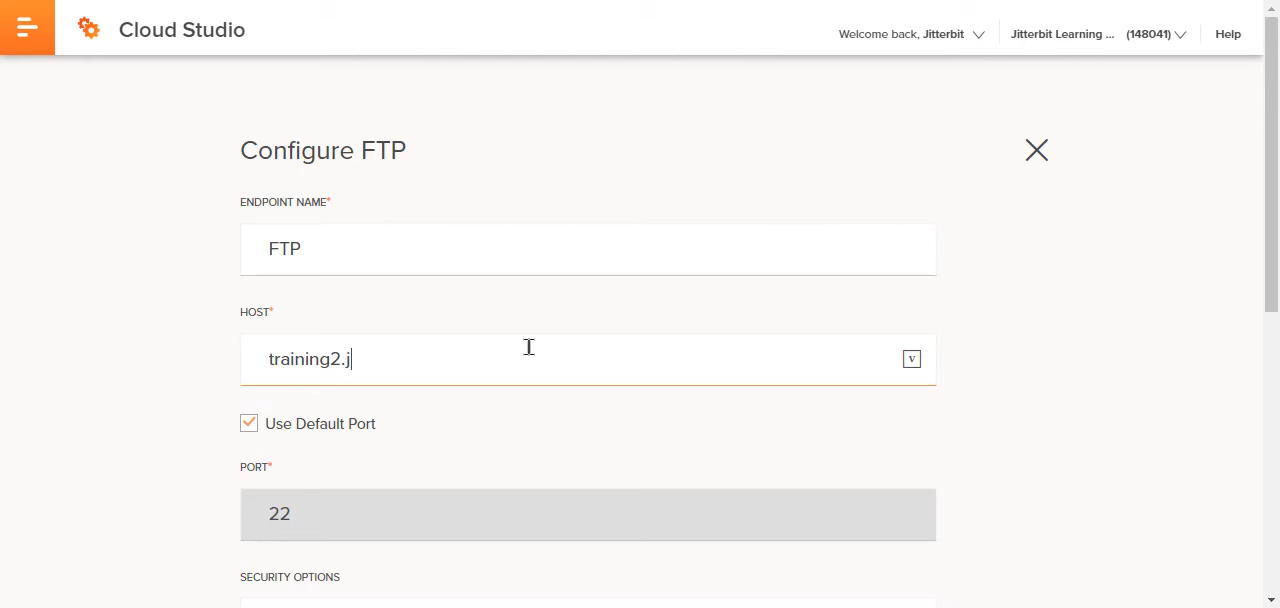 Cloud Studio
Welcome back, Jitterbit
Jitterbit Learning ... (148041)
Help
Configure FTP
ENDPOINT NAME*
FTP
HOST*
training2.j
v
Use Default Port
PORT*
22
SECURITY OPTIONS